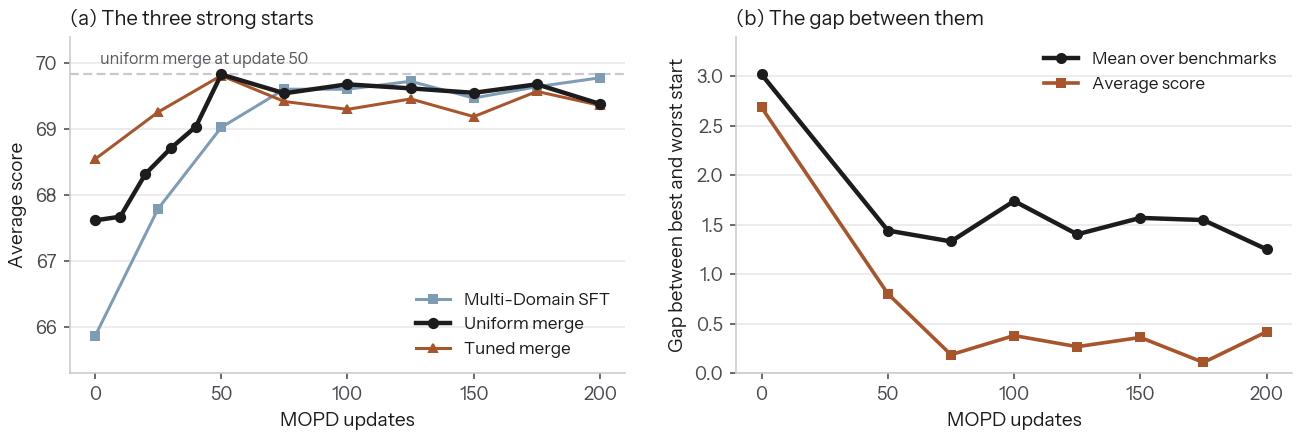 (a) The three strong starts
uniform merge at update 50
Average score
70
69
68
67
66
Multi-Domain SFT
Uniform merge
Tuned merge
0
50
100
150
200
MOPD updates
(b) The gap between them
Gap between best and worst start
3.0
2.5
2.0
1.5
1.0
0.5
0.0
Mean over benchmarks
Average score
0
50
100
150
200
MOPD updates